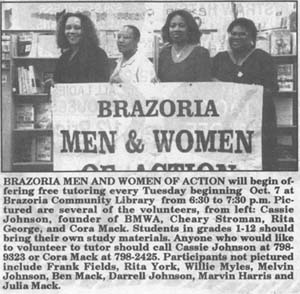 BRAZORIA
MEN & WOMEN
OF ACTION
BRAZORIA MEN AND WOMEN OF ACTION will begin of-
fering free tutoring every Tuesday beginning Oct. 7 at
Brazoria Community Library from 6:30 to 7:30 p.m. Pic-
tured are several of the volunteers, from left: Cassie
Johnson, founder of BMWA, Cheary Stroman, Rita
George, and Cora Mack. Students in grades 1-12 should
bring their own study materials. Anyone who would like
to volunteer to tutor should call Cassie Johnson at 798-
9323 or Cora Mack at 798-2425. Participants not pictured
include Frank Fields, Rita York, Willie Myles, Melvin
Johnson, Ben Mack, Darrell Johnson, Marvin Harris and
Julia Mack.